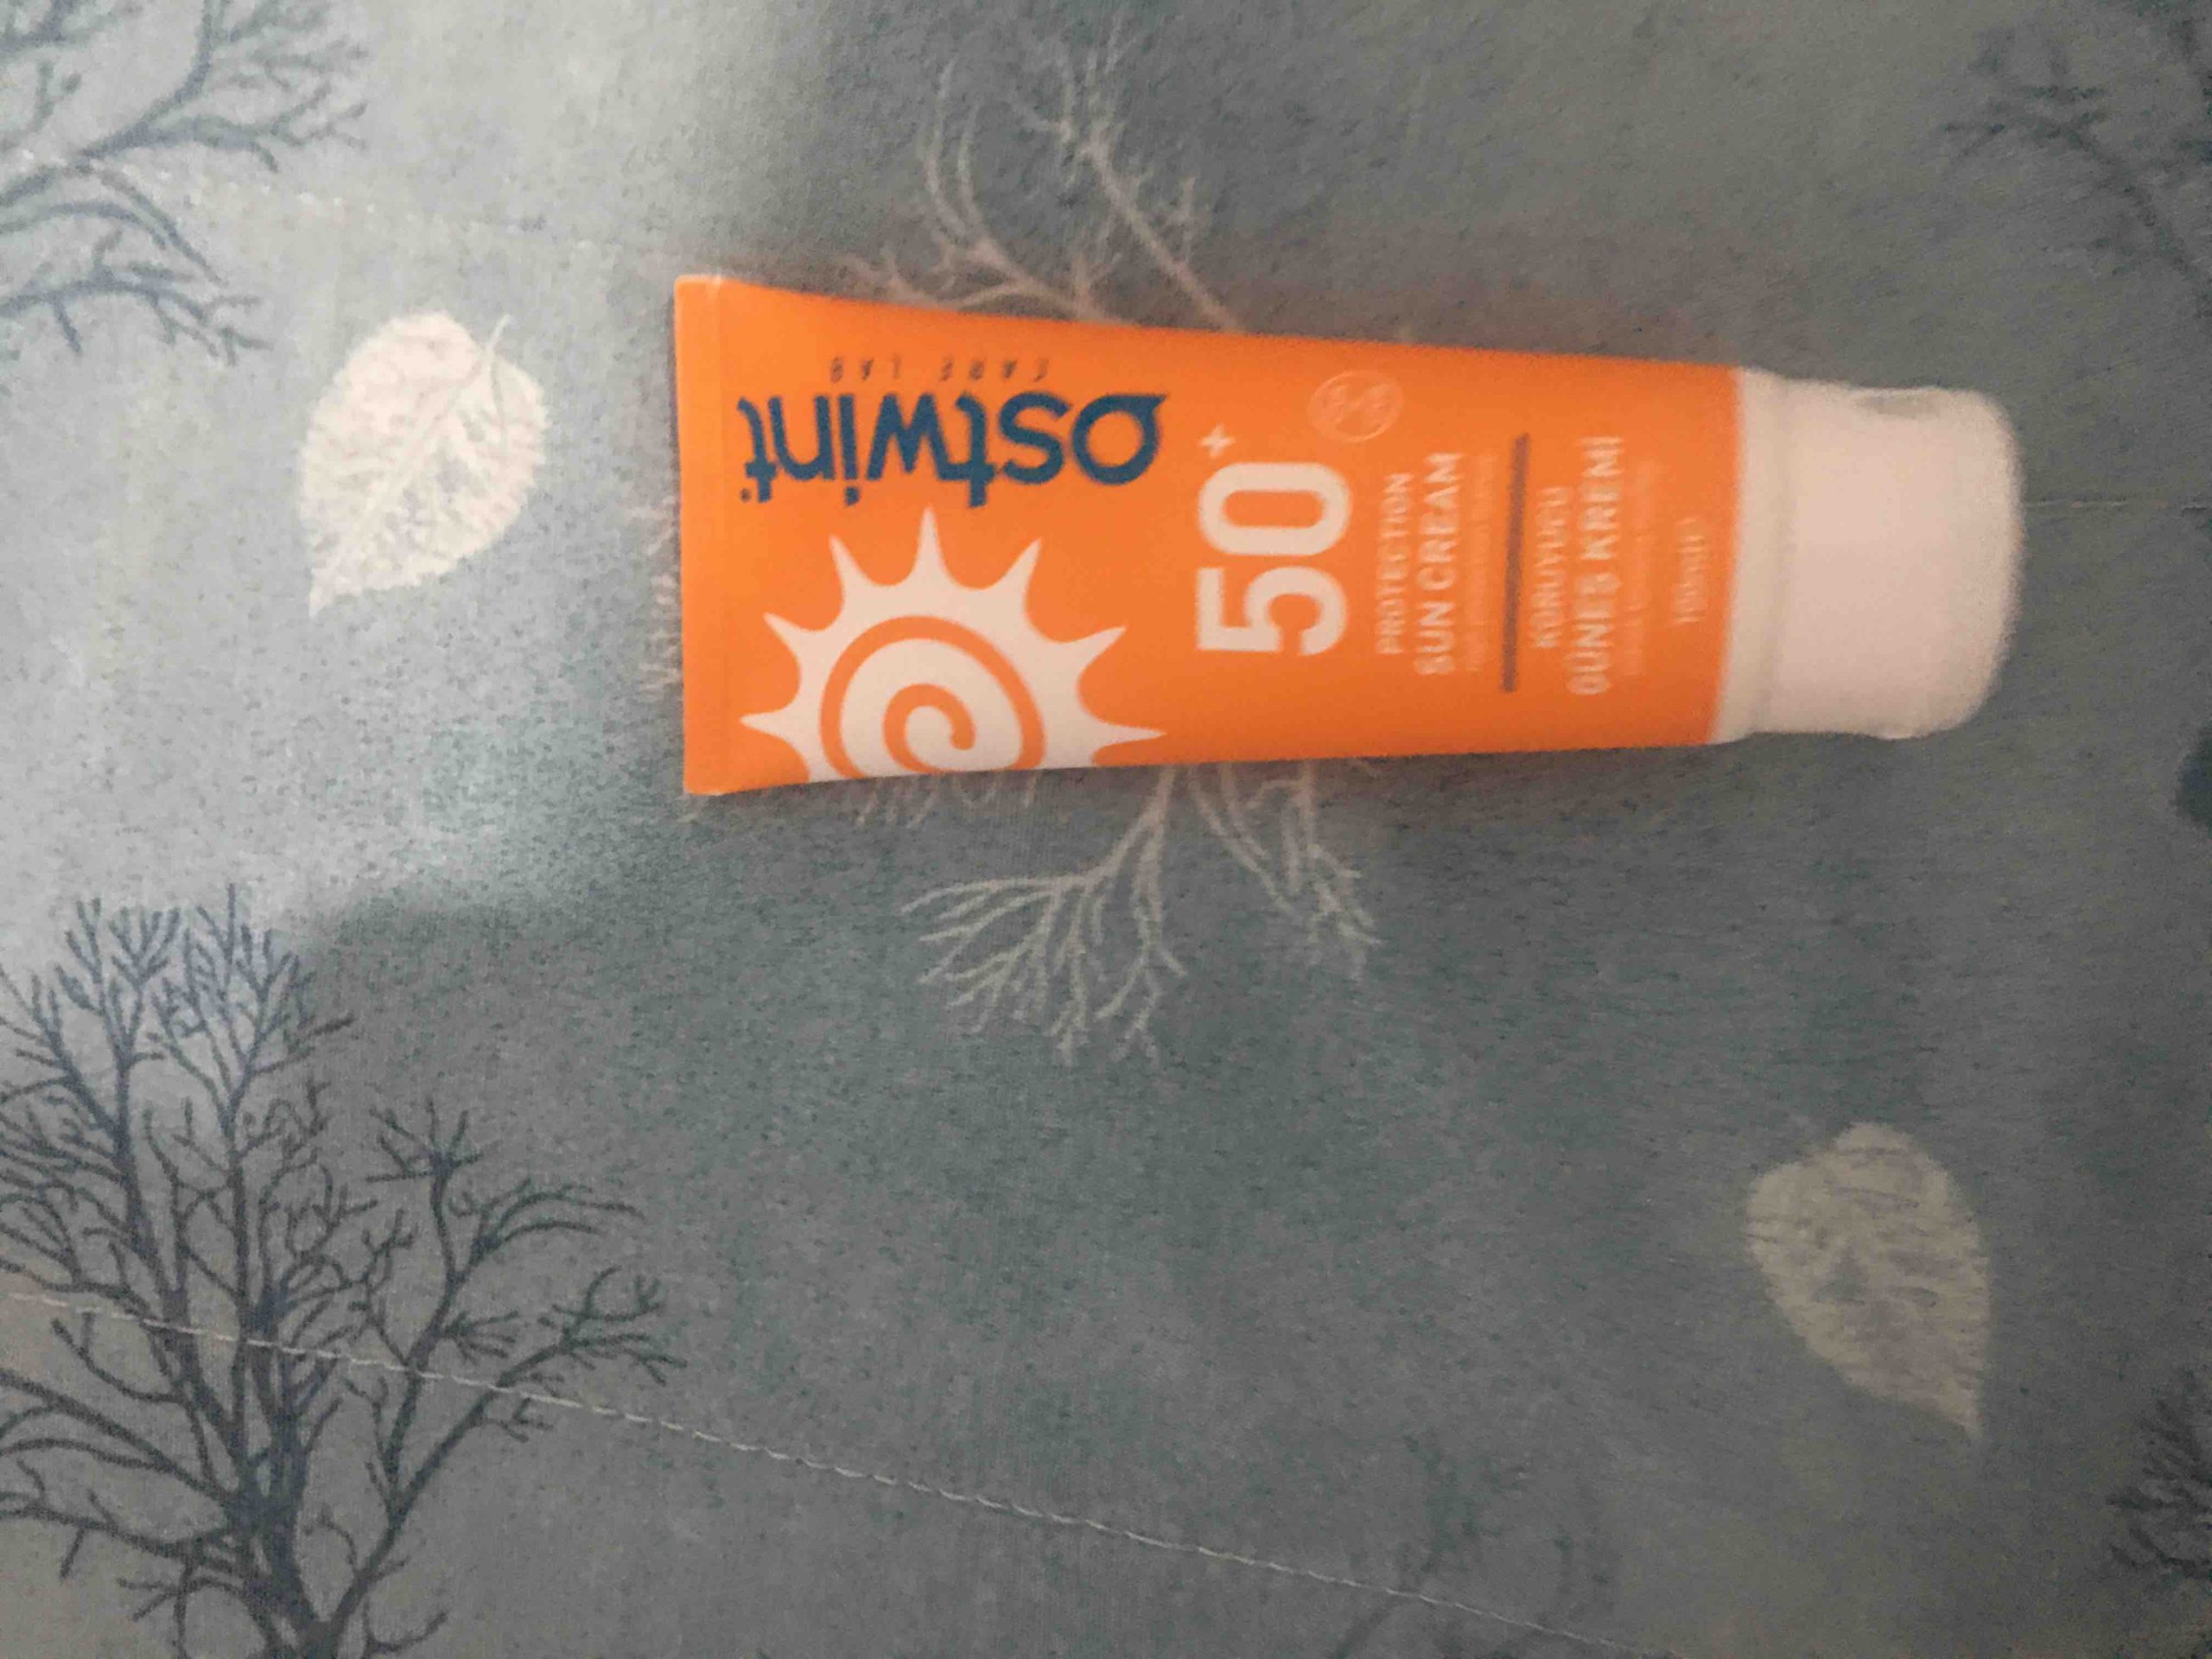 ostwint
CARE LAB
50+
PROTECTION
SUN CREAM
KORUYUCU
GÜNEŞ KREMİ